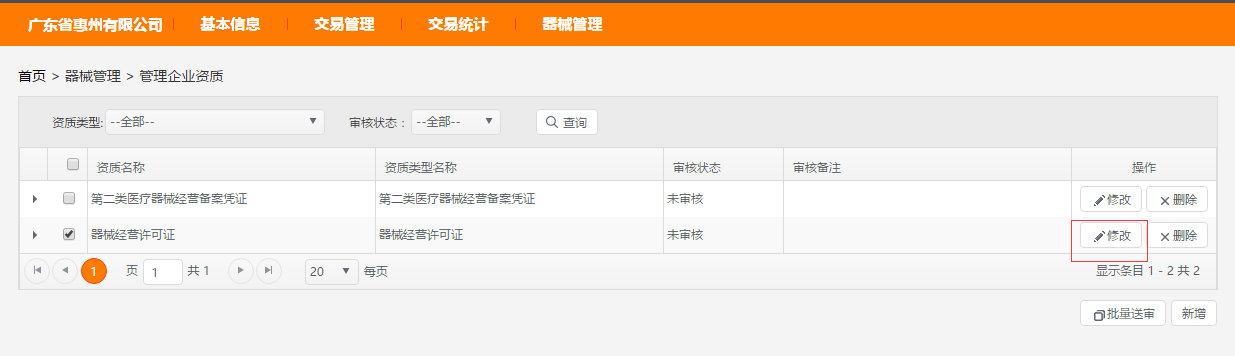 广东省惠州有限公司 基本信息 交易管理 交易统计 器械管理
首页 > 器械管理 > 管理企业资质
资质类型: --全部-- 审核状态： --全部-- 查询
资质名称 资质类型名称 审核状态 审核备注 操作
第二类医疗器械经营备案凭证 第二类医疗器械经营备案凭证 未审核 修改 删除
器械经营许可证 器械经营许可证 未审核 修改 删除
1 页 1 共 1 20 每页 显示条目 1 - 2 共 2
批量送审 新增